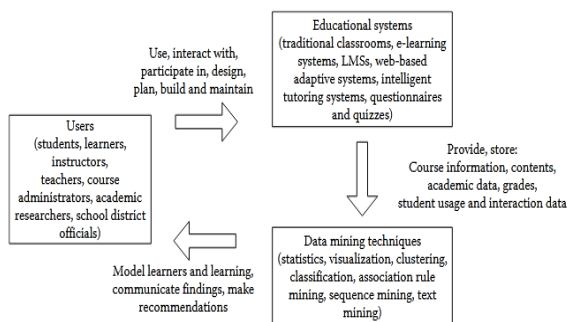 Educational systems
(traditional classrooms, e-learning
systems, LMSs, web-based
adaptive systems, intelligent
tutoring systems, questionnaires
and quizzes)
Use, interact with,
participate in, design,
plan, build and maintain
Users
(students, learners,
instructors,
teachers, course
administrators, academic
researchers, school district
officials)
Provide, store:
Course information, contents,
academic data, grades,
student usage and interaction data
Data mining techniques
(statistics, visualization, clustering,
classification, association rule
mining, sequence mining, text
mining)
Model learners and learning,
communicate findings, make
recommendations